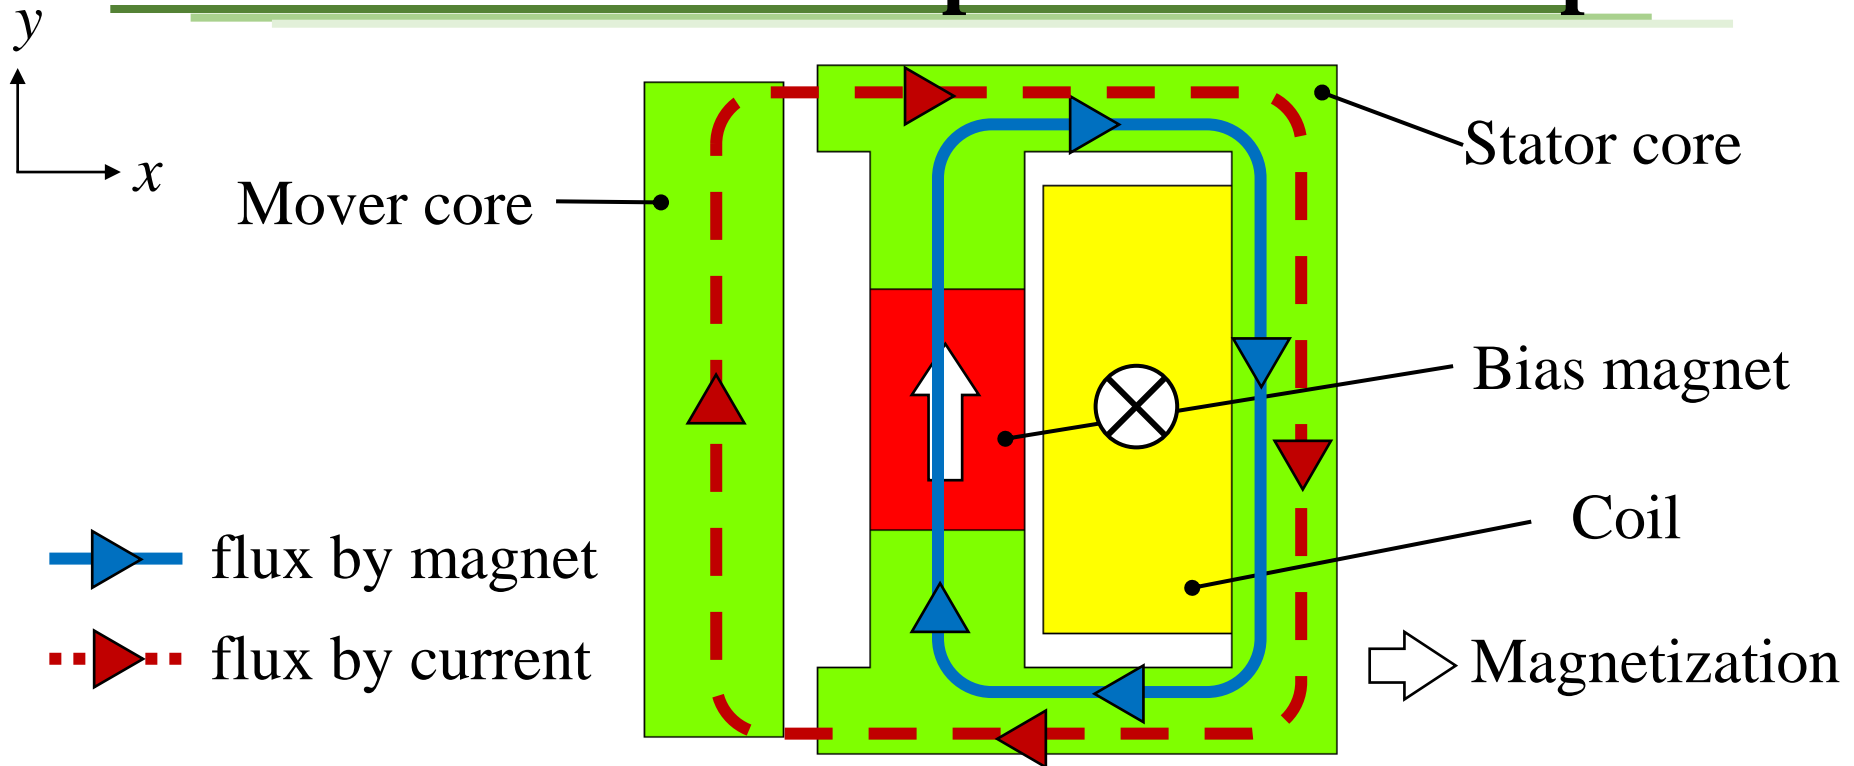 y
x
Mover core
Stator core
Bias magnet
Coil
flux by magnet
flux by current
Magnetization